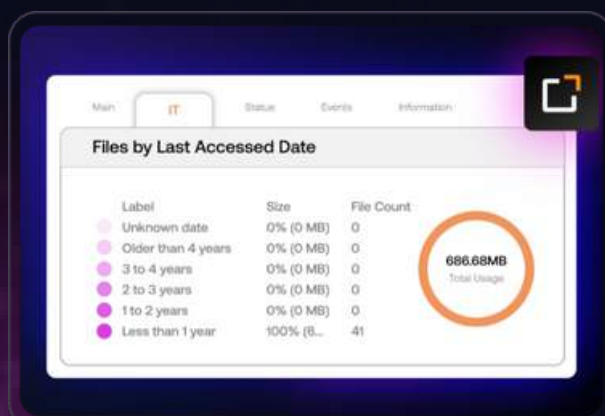 Main IT Status Events Information
Files by Last Accessed Date
Label Size File Count
Unknown date 0% (0 MB) 0
Older than 4 years 0% (0 MB) 0
3 to 4 years 0% (0 MB) 0
2 to 3 years 0% (0 MB) 0
1 to 2 years 0% (0 MB) 0
Less than 1 year 100% (6... 41
686.68MB
Total Usage